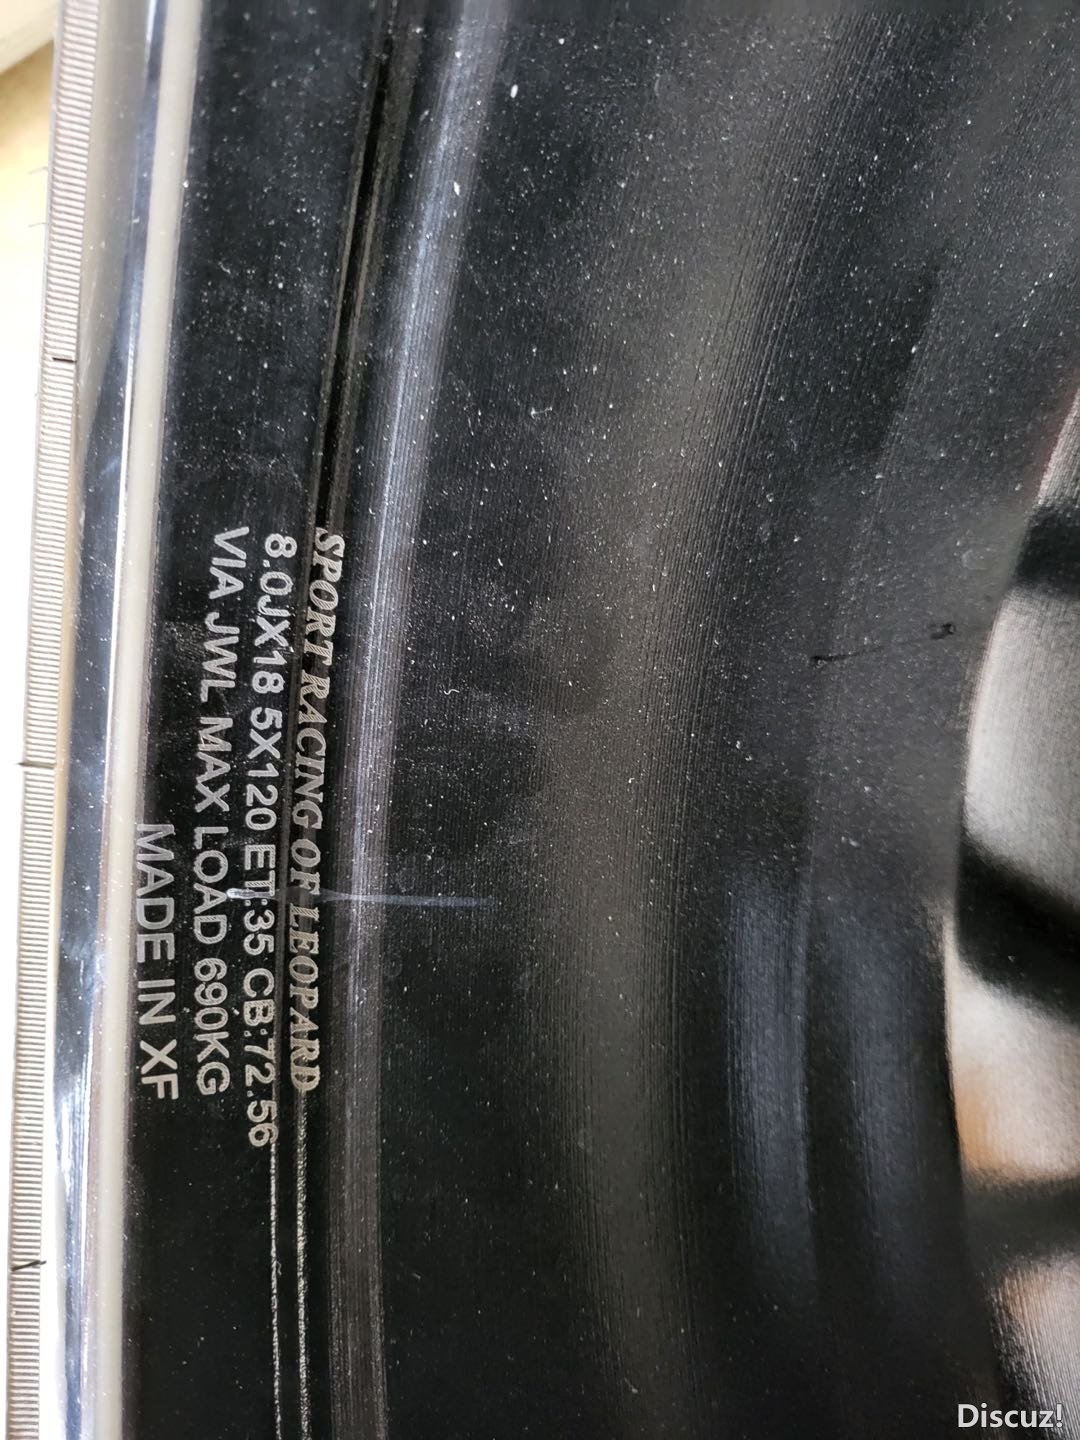 SPORT RACING OF LEOPARD
8.0JX18 5X120 ET:35 CB:72.56
VIA JWL MAX LOAD 690KG
MADE IN XF
Discuz!